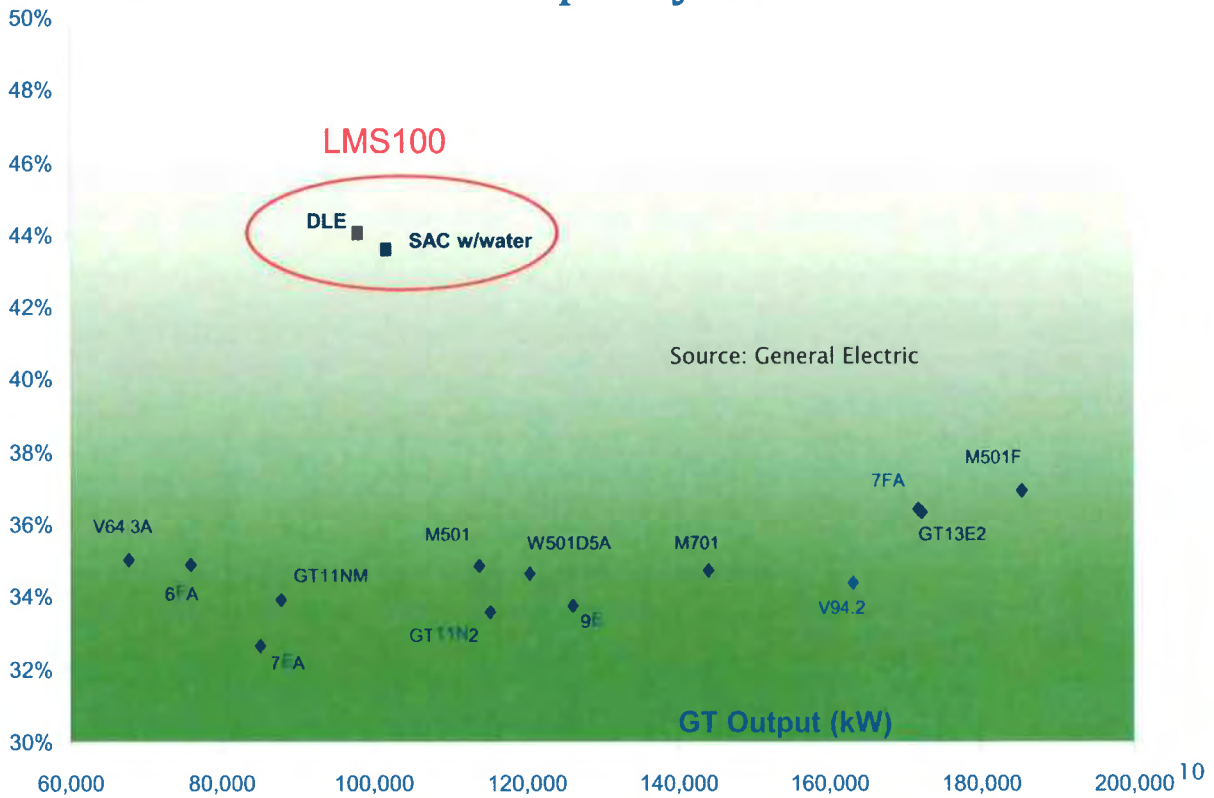 50%
48%
LMS100
46%
DLE
44%
SAC w/water
42%
Source: General Electric
40%
38%
M501F
7FA
36%
V64 3A
M501
W501D5A
M701
GT13E2
GT11NM
34%
6FA
V94.2
GT11N2
9E
32%
7EA
GT Output (kW)
30%
60,000 80,000 100,000 120,000 140,000 160,000 180,000 200,000 10